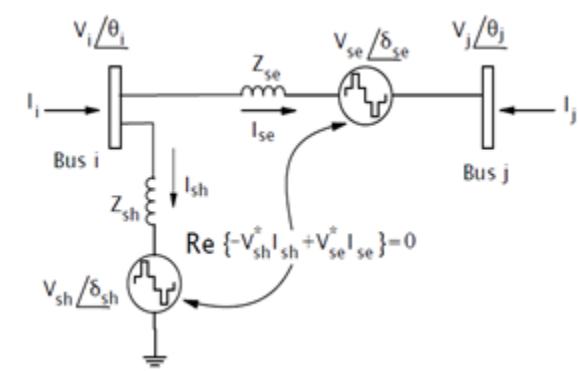 V_i/θ_i
V_se/δ_se
V_j/θ_j
Z_se
I_i
I_se
I_j
Bus i
Bus j
I_sh
Z_sh
Re {-V*_sh I_sh+V*_se I_se}=0
V_sh/δ_sh